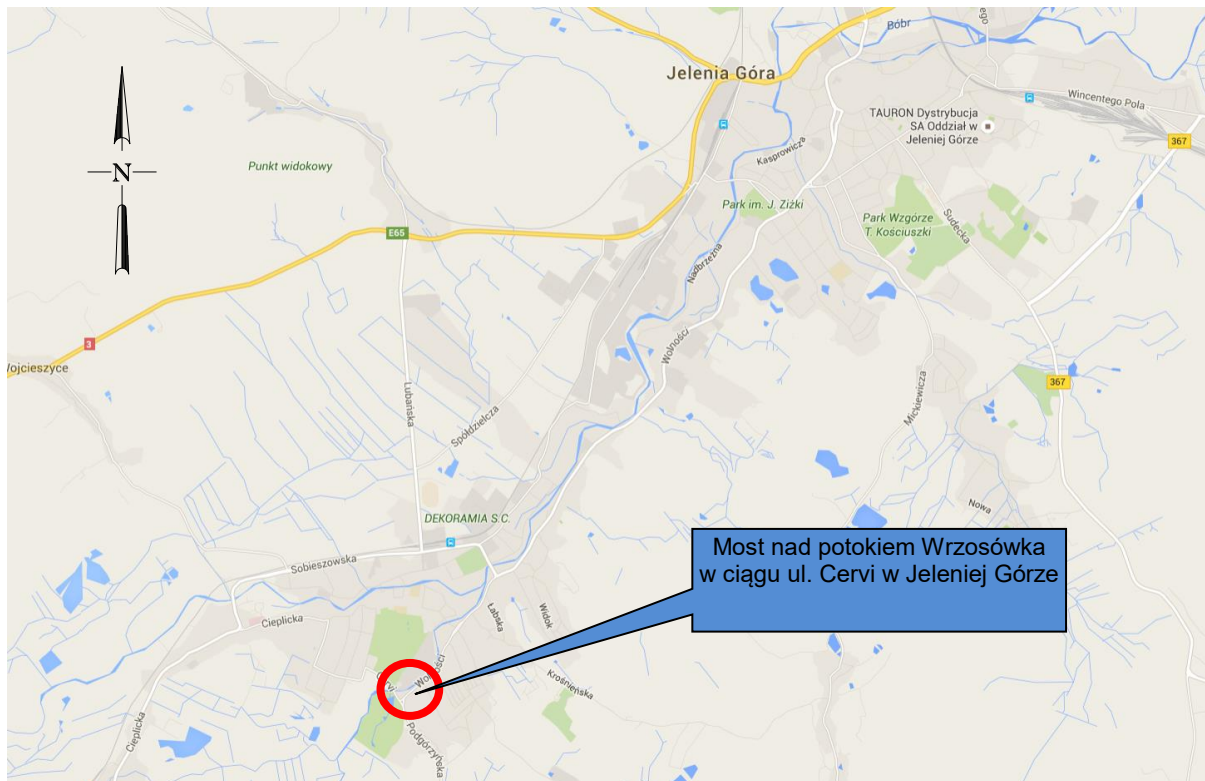 Bóbr
ego
Jelenia Góra
Wincentego Pola
TAURON Dystrybucja
SA Oddział w
Jeleniej Górze
367
Kasprowicza
N
Punkt widokowy
Park im. J. Ziżki
Park Wzgórze
T. Kościuszki
Sudecka
E65
Nadbrzeżna
3
Wojcieszyce
Wolności
367
Lubańska
Spółdzielcza
Mickiewicza
Nowa
DEKORAMIA S.C.
Most nad potokiem Wrzosówka
w ciągu ul. Cervi w Jeleniej Górze
Sobieszowska
Cieplicka
Łabska
Widok
Wolności
Krośnieńska
Cieplicka
Podgórzyńska